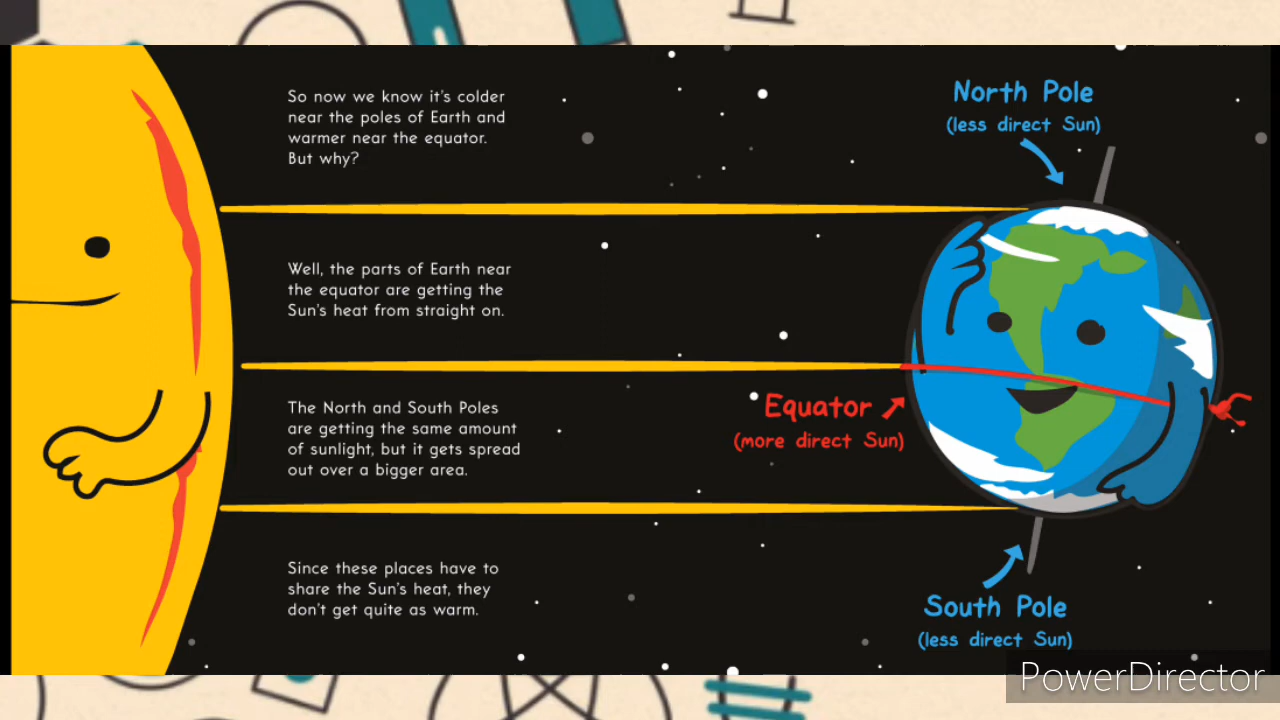 So now we know it's colder
near the poles of Earth and
warmer near the equator.
But why?
Well, the parts of Earth near
the equator are getting the
Sun's heat from straight on.
The North and South Poles
are getting the same amount
of sunlight, but it gets spread
out over a bigger area.
Since these places have to
share the Sun's heat, they
don't get quite as warm.
North Pole
(less direct Sun)
Equator
(more direct Sun)
South Pole
(less direct Sun)
PowerDirector